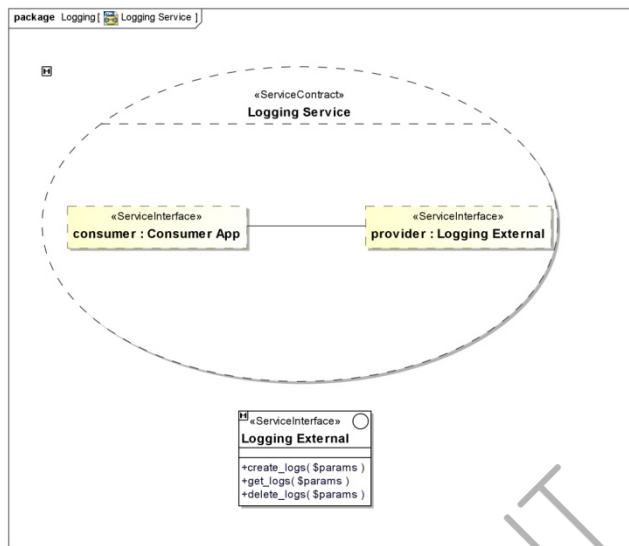 package Logging [ Logging Service ]
«ServiceContract»
Logging Service
«ServiceInterface»
consumer : Consumer App
«ServiceInterface»
provider : Logging External
«ServiceInterface»
Logging External
+create_logs( $params )
+get_logs( $params )
+delete_logs( $params )